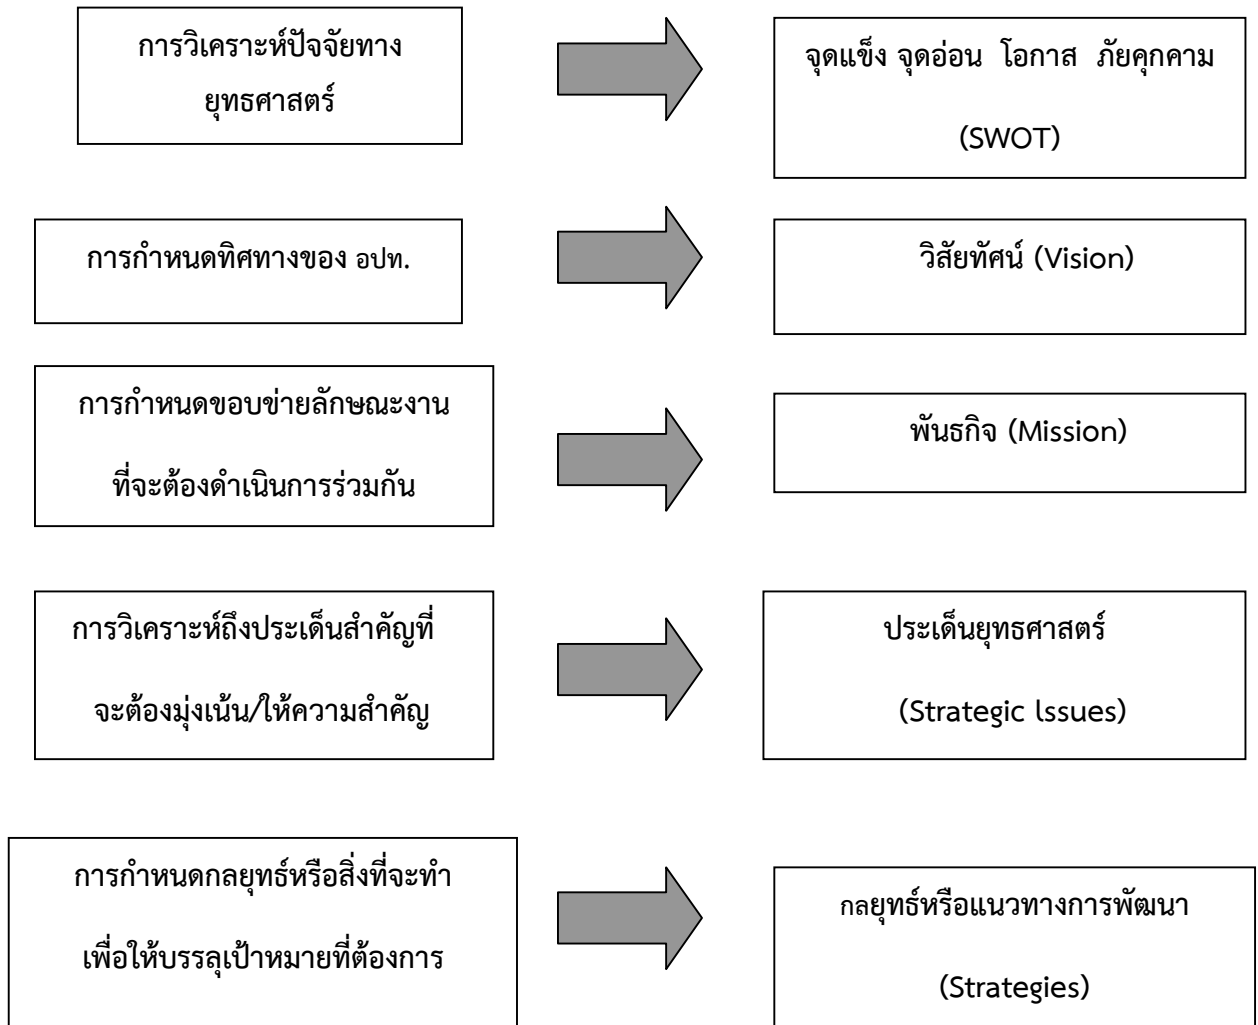 การวิเคราะห์ปัจจัยทาง
ยุทธศาสตร์
จุดแข็ง จุดอ่อน โอกาส ภัยคุกคาม
(SWOT)
การกำหนดทิศทางของ อปท.
วิสัยทัศน์ (Vision)
การกำหนดขอบข่ายลักษณะงาน
ที่จะต้องดำเนินการร่วมกัน
พันธกิจ (Mission)
การวิเคราะห์ถึงประเด็นสำคัญที่
จะต้องมุ่งเน้น/ให้ความสำคัญ
ประเด็นยุทธศาสตร์
(Strategic lssues)
การกำหนดกลยุทธ์หรือสิ่งที่จะทำ
เพื่อให้บรรลุเป้าหมายที่ต้องการ
กลยุทธ์หรือแนวทางการพัฒนา
(Strategies)